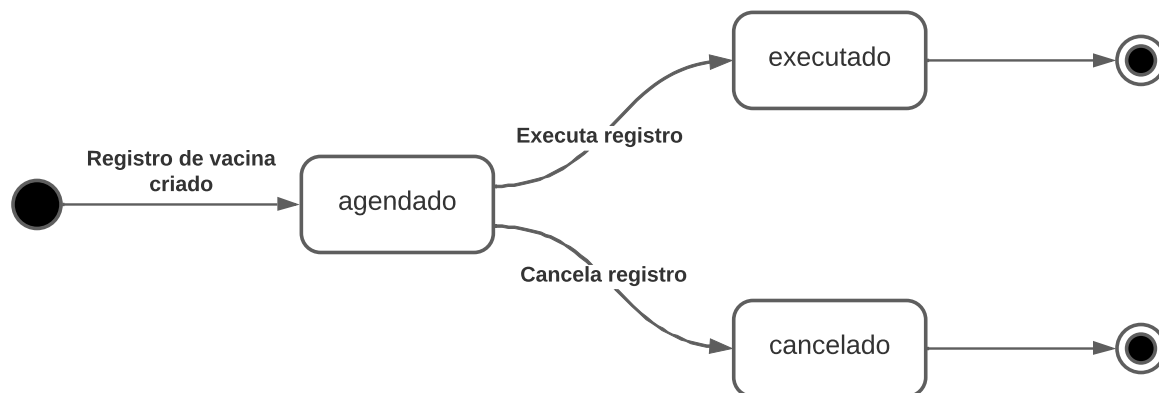 Registro de vacina
criado
agendado
Executa registro
executado
Cancela registro
cancelado